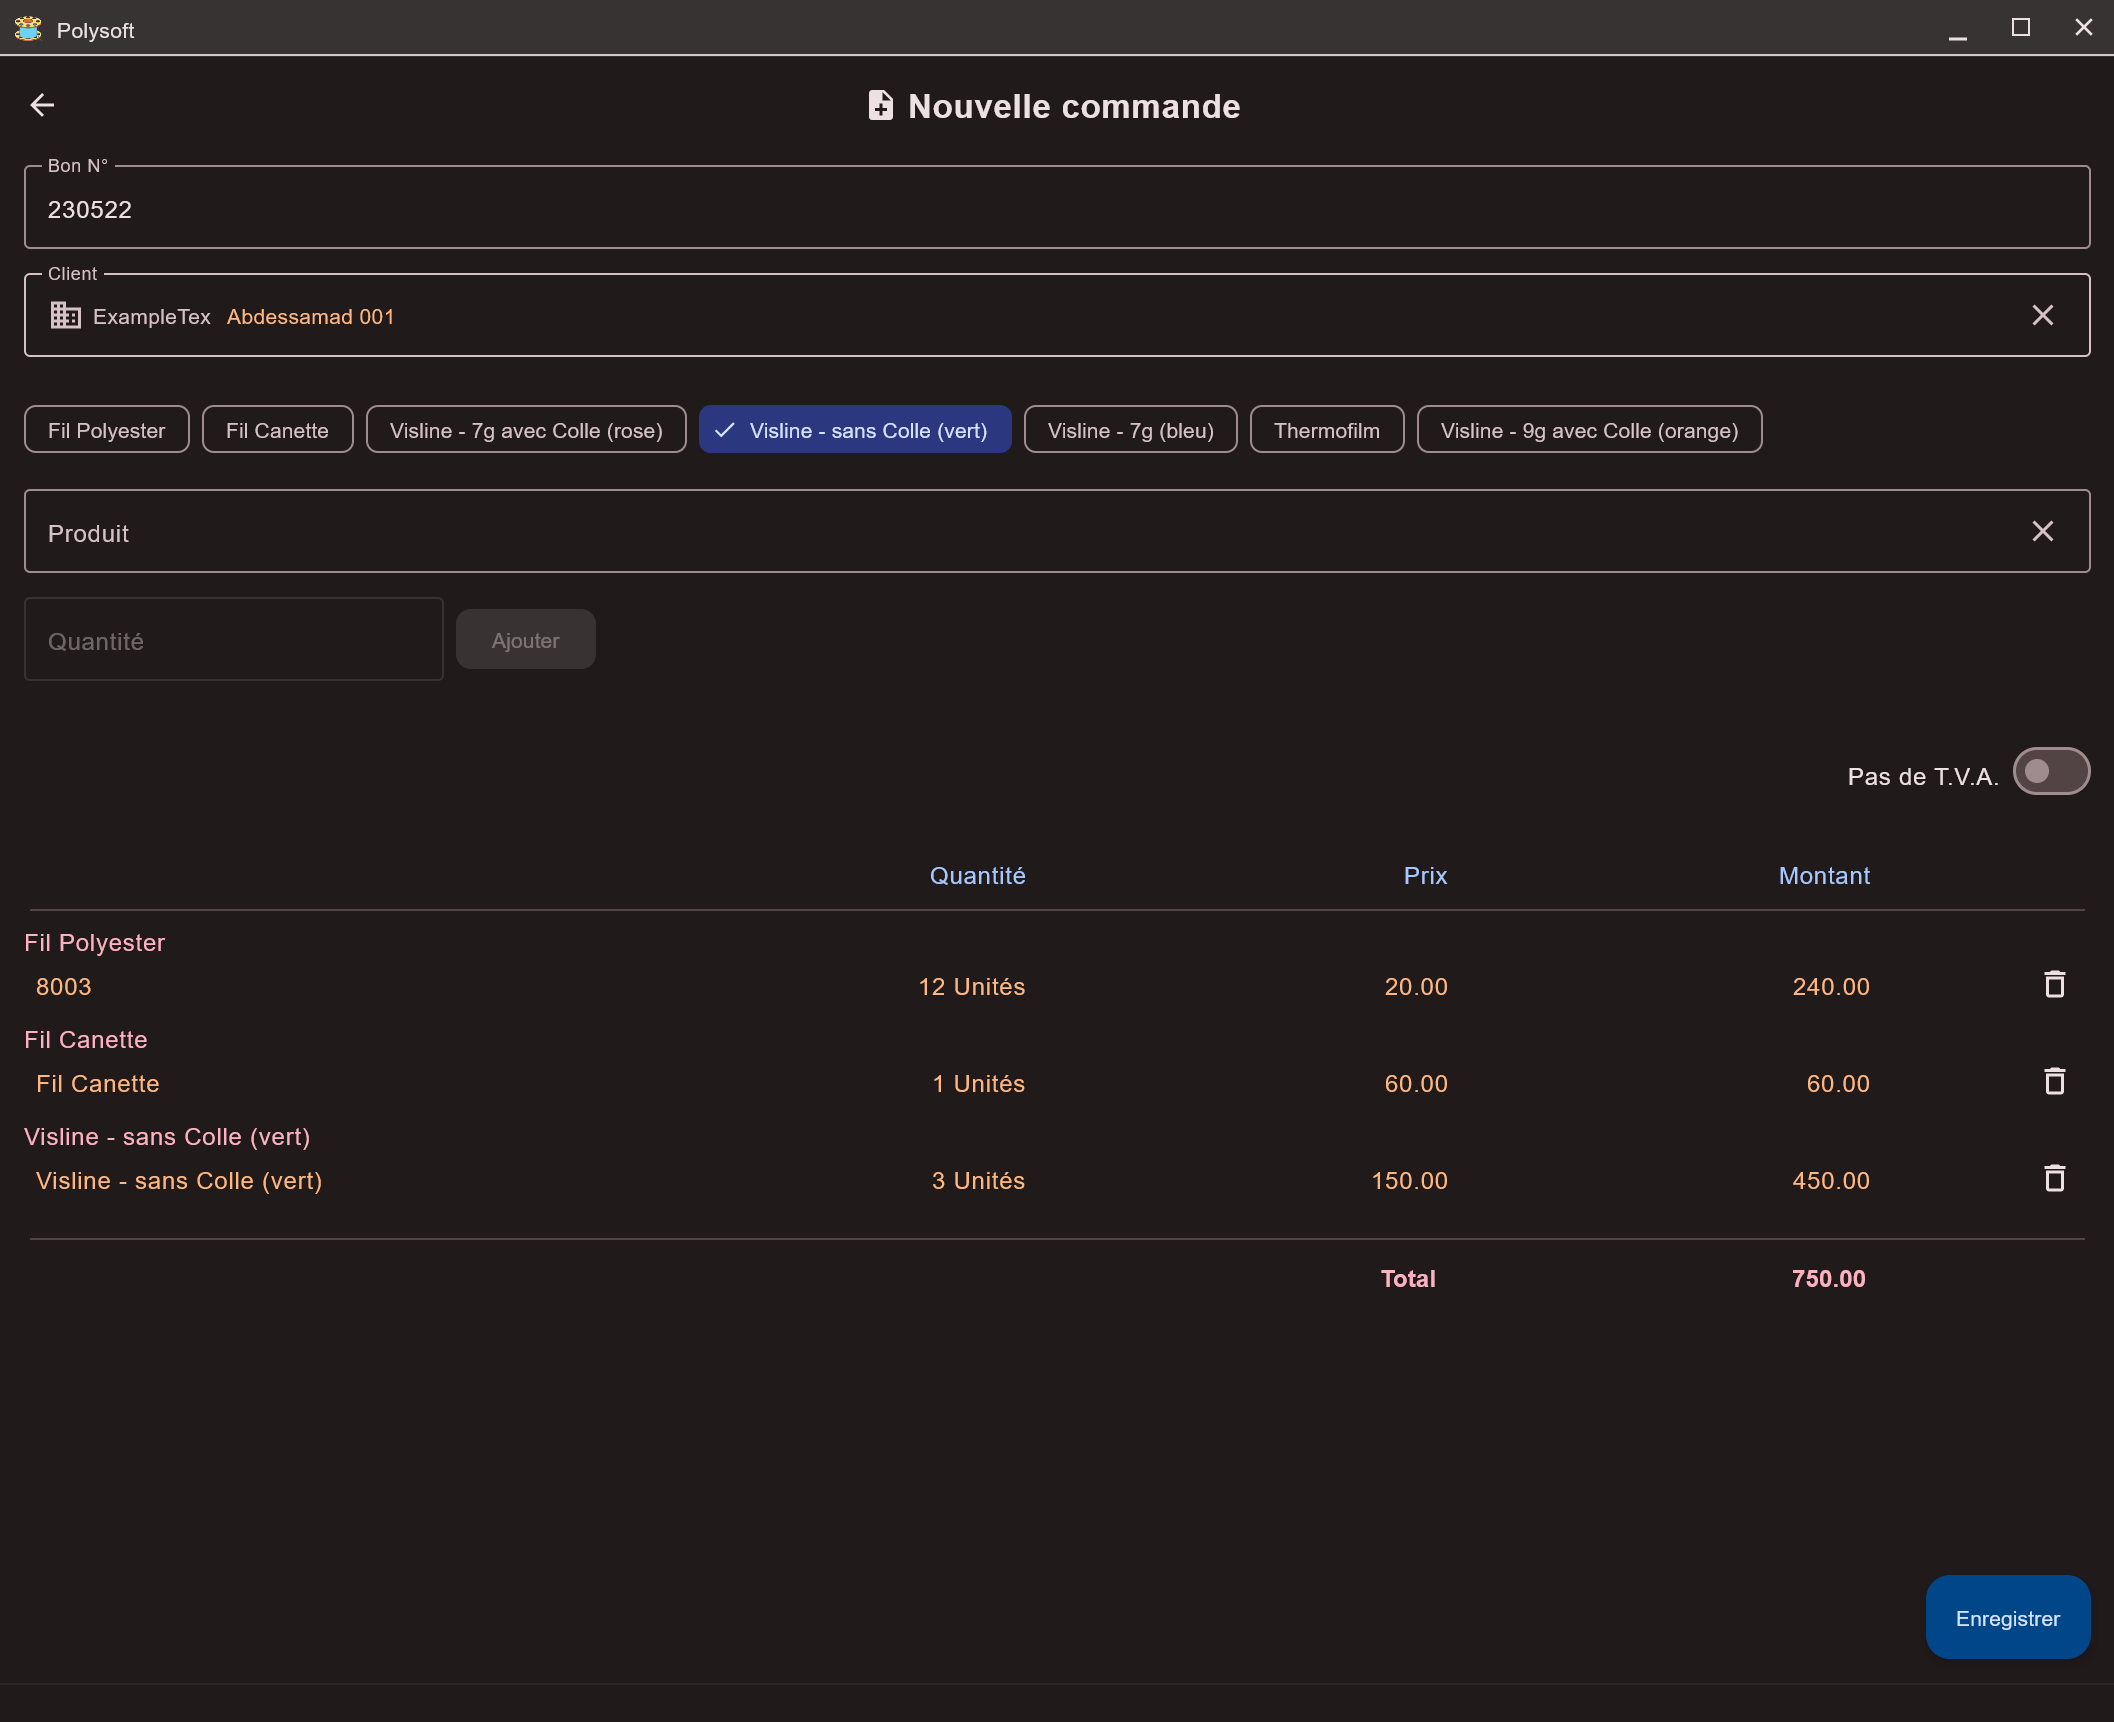 Polysoft
Nouvelle commande
Bon N°
230522
Client
ExampleTex Abdessamad 001
Fil Polyester Fil Canette Visline - 7g avec Colle (rose) Visline - sans Colle (vert) Visline - 7g (bleu) Thermofilm Visline - 9g avec Colle (orange)
Produit
Quantité Ajouter
Pas de T.V.A.
Quantité Prix Montant
Fil Polyester
8003 12 Unités 20.00 240.00
Fil Canette
Fil Canette 1 Unités 60.00 60.00
Visline - sans Colle (vert)
Visline - sans Colle (vert) 3 Unités 150.00 450.00
Total 750.00
Enregistrer